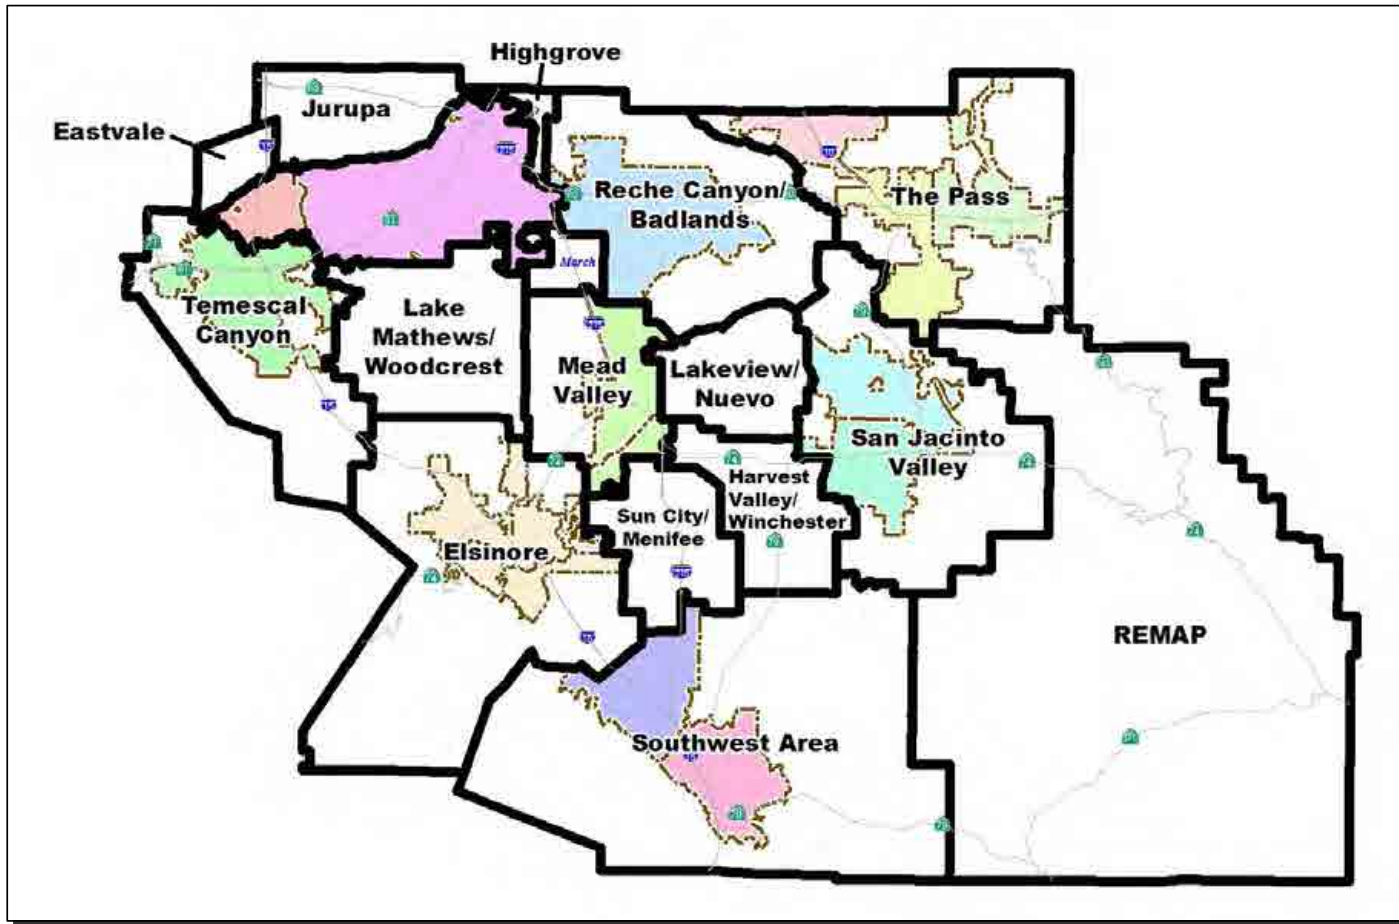 Highgrove
Jurupa
Eastvale
Reche Canyon/
Badlands
The Pass
March
Temescal
Canyon
Lake
Mathews/
Woodcrest
Mead
Valley
Lakeview/
Nuevo
San Jacinto
Valley
Harvest
Valley/
Winchester
Sun City/
Menifee
Elsinore
REMAP
Southwest Area